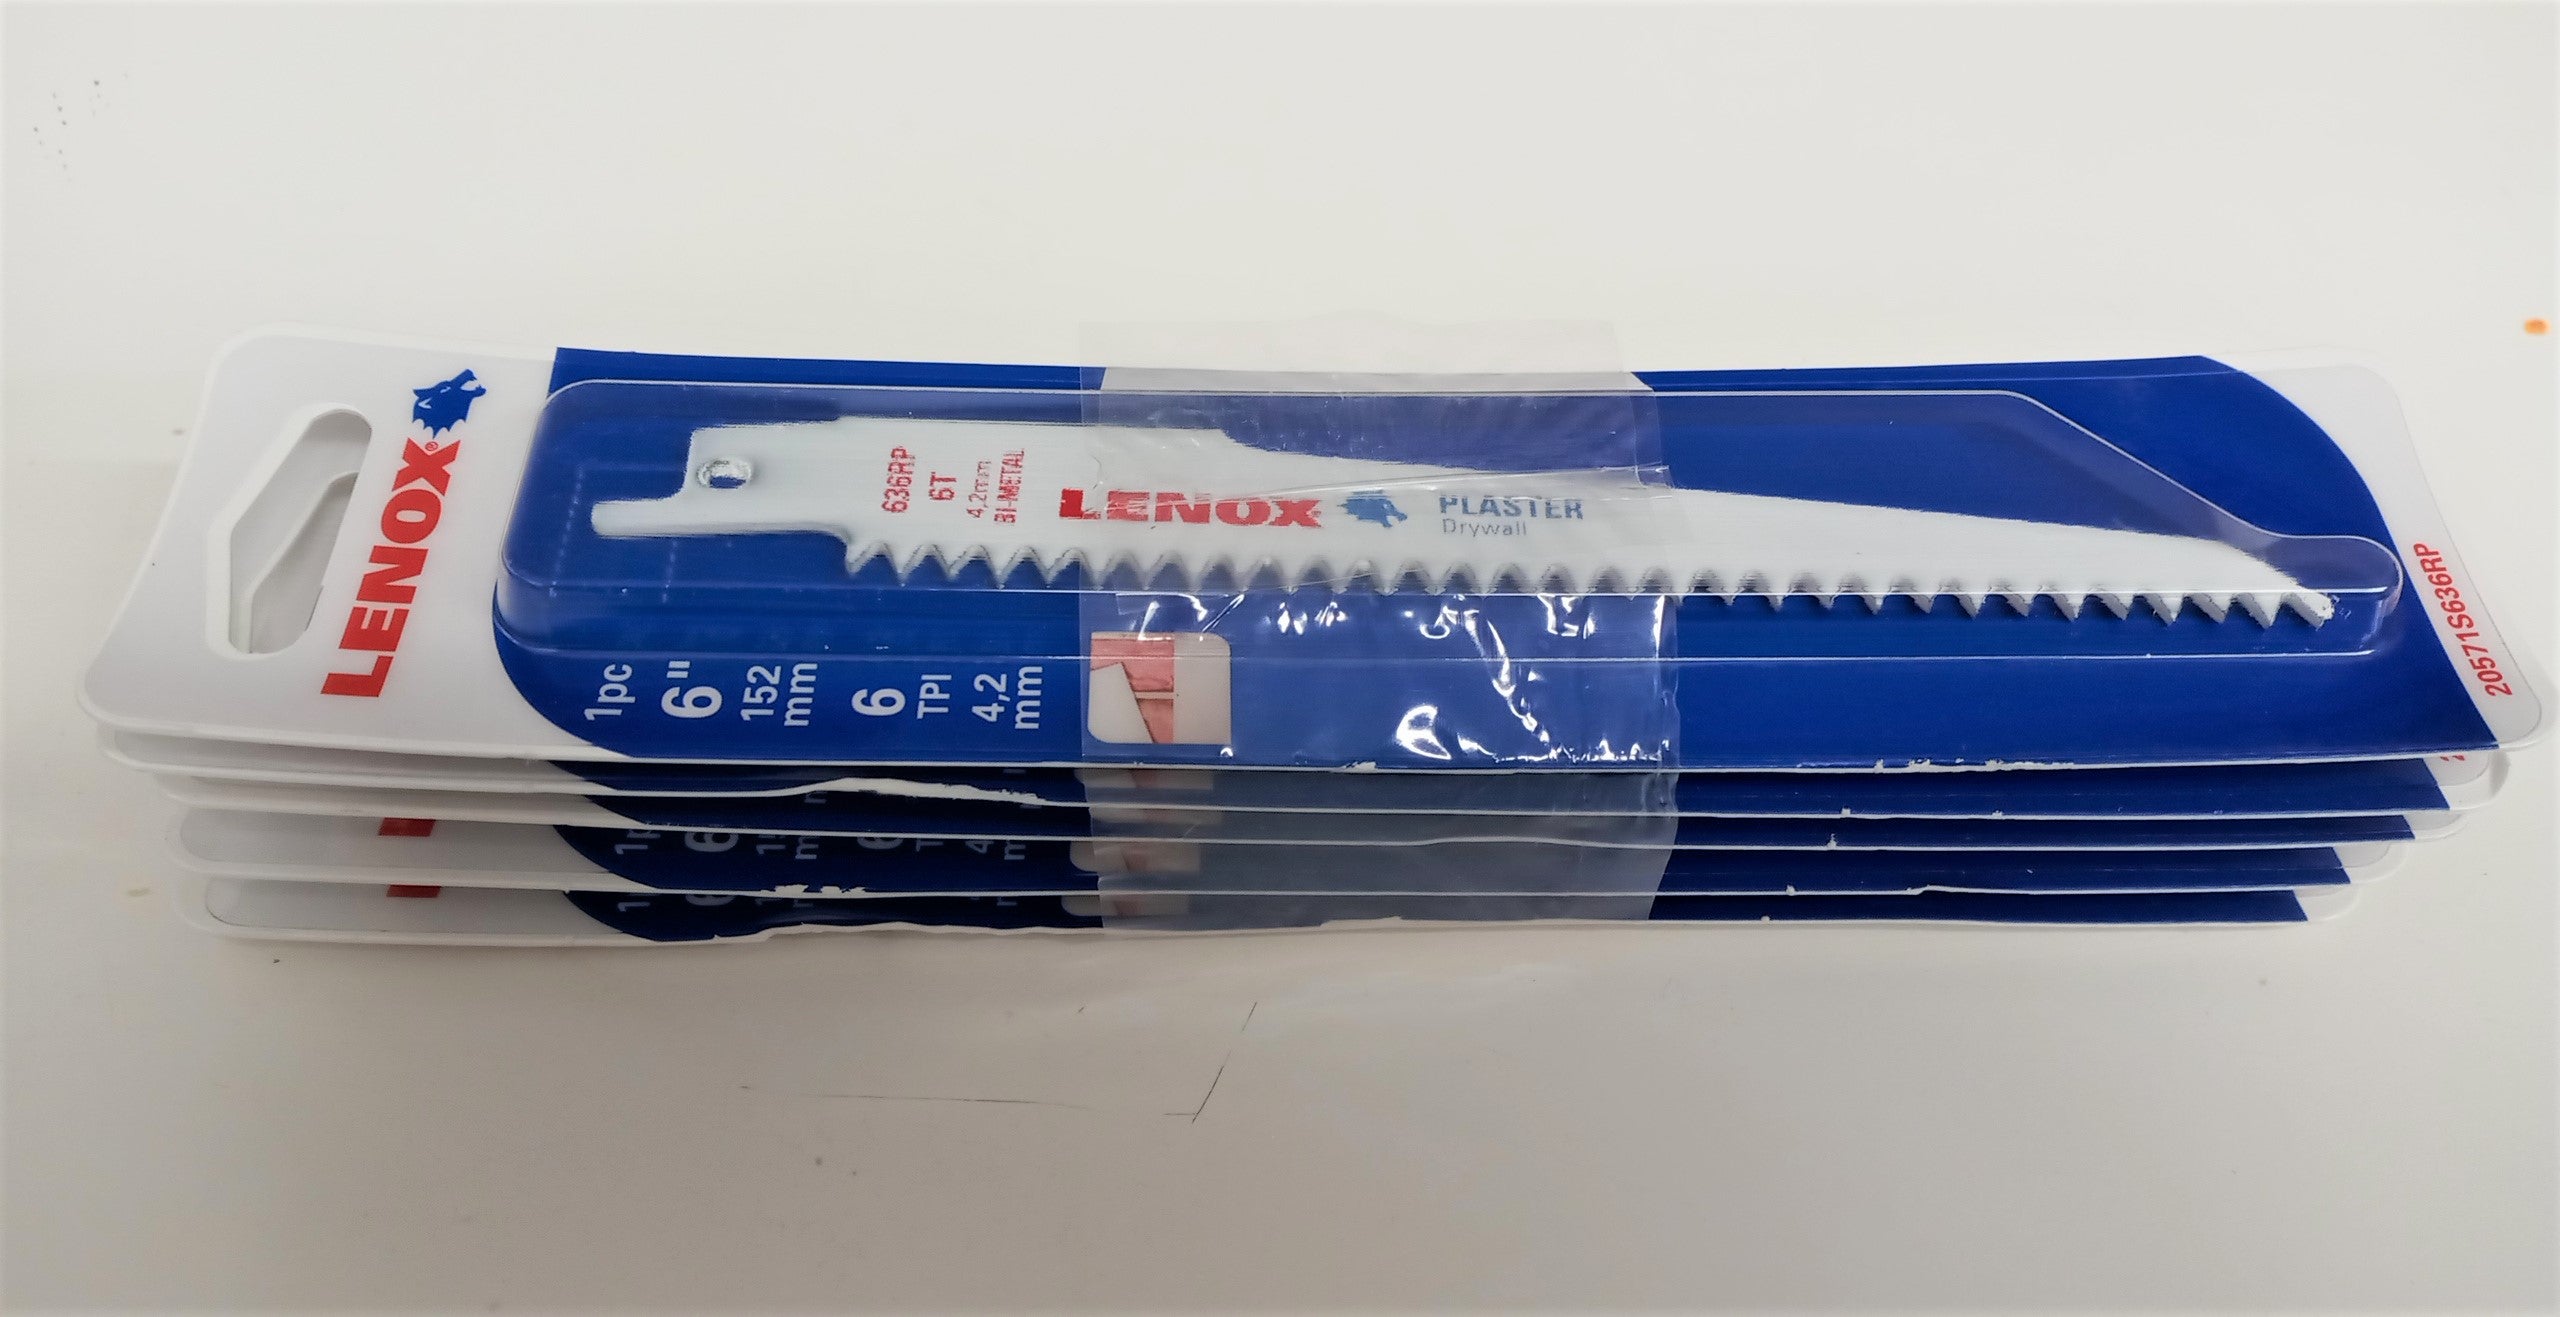 LENOX®
636RP
6T
4,2mm
BI-METAL
LENOX
PLASTER
Drywall
1pc
6"
152
mm
6
TPI
4,2
mm
20571S636RP